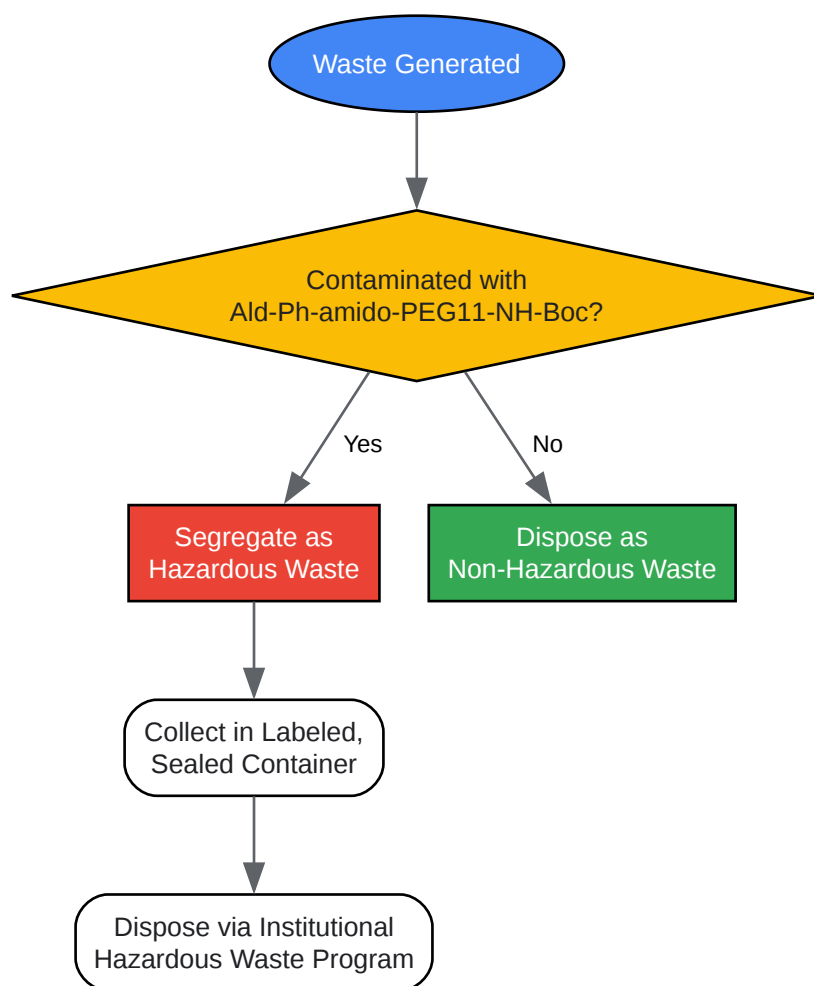 Waste Generated
Contaminated with
Ald-Ph-amido-PEG11-NH-Boc?
Yes
No
Segregate as
Hazardous Waste
Dispose as
Non-Hazardous Waste
Collect in Labeled,
Sealed Container
Dispose via Institutional
Hazardous Waste Program